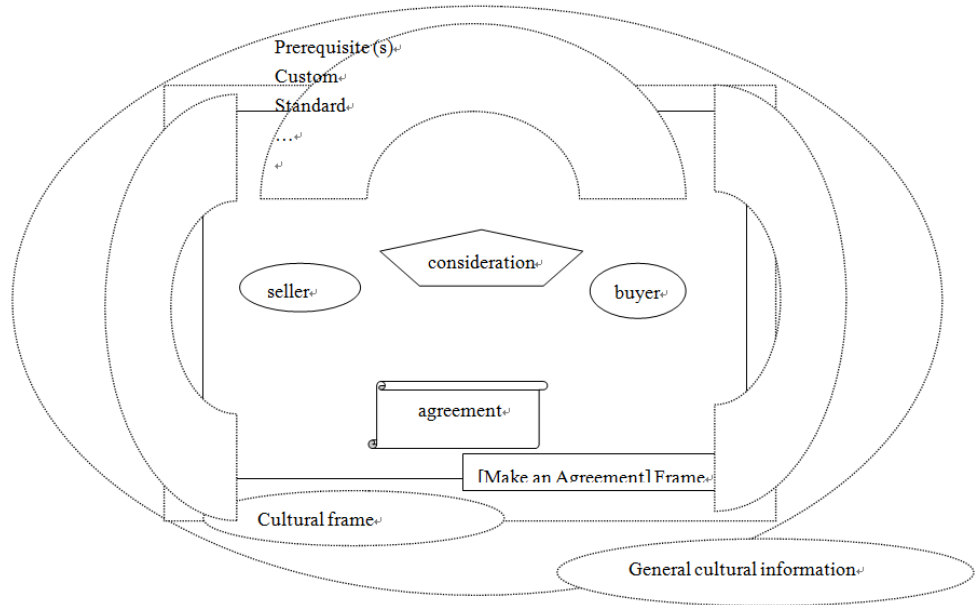 Prerequisite (s)
Custom
Standard
…
consideration
seller
buyer
agreement
[Make an Agreement] Frame
Cultural frame
General cultural information